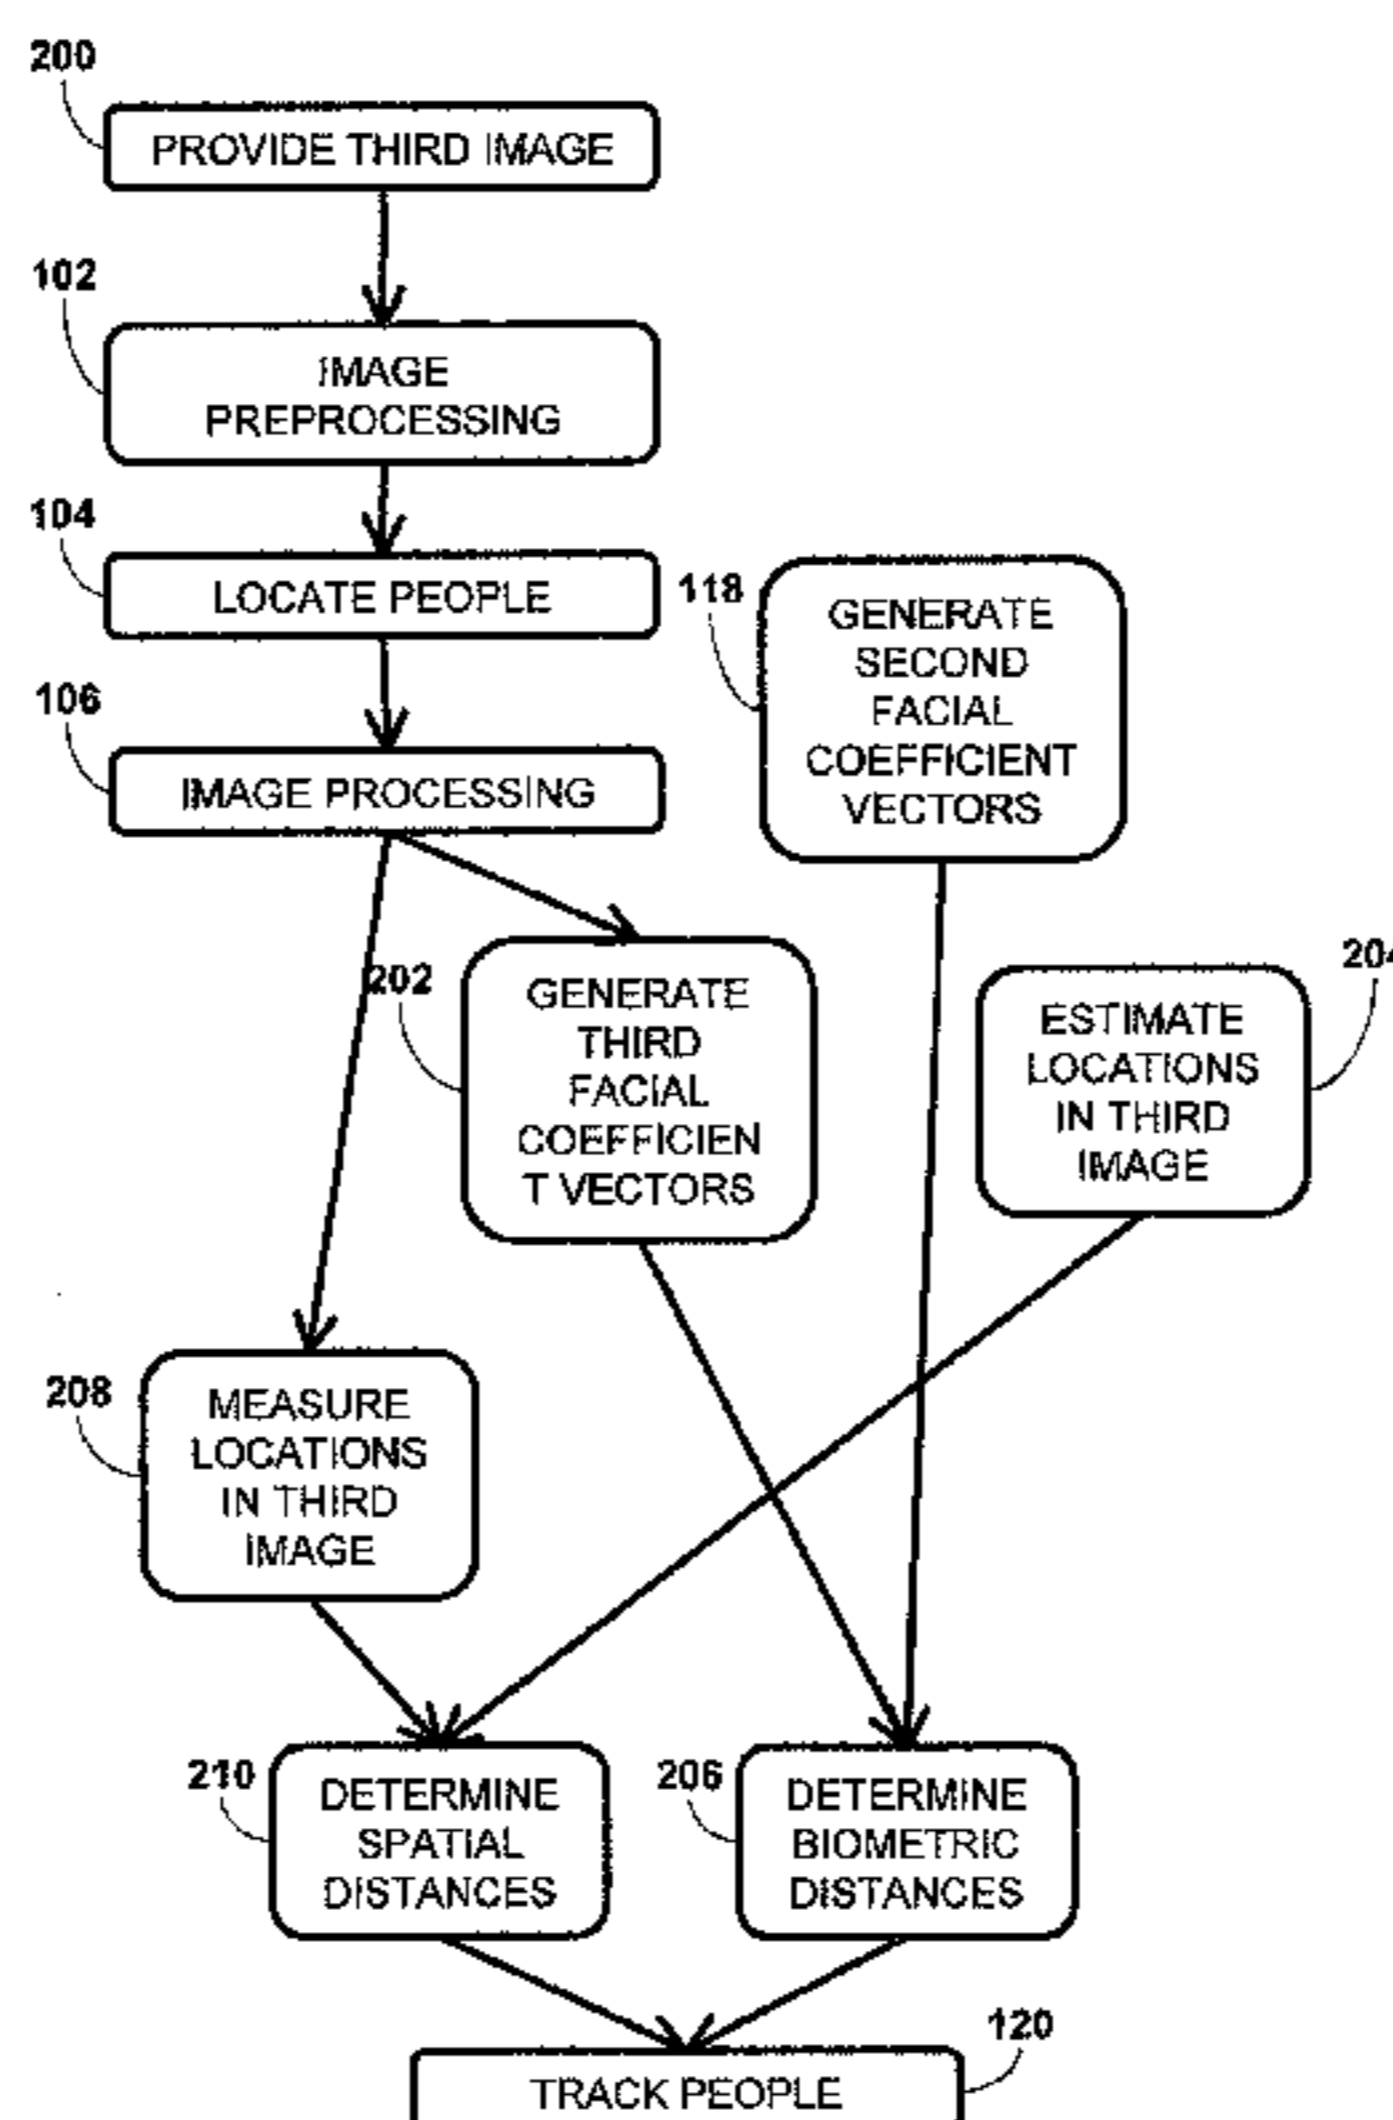 200
PROVIDE THIRD IMAGE
102
IMAGE
PREPROCESSING
104
LOCATE PEOPLE
118
GENERATE
SECOND
FACIAL
COEFFICIENT
VECTORS
106
IMAGE PROCESSING
202
GENERATE
THIRD
FACIAL
COEFFICIEN
T VECTORS
204
ESTIMATE
LOCATIONS
IN THIRD
IMAGE
208
MEASURE
LOCATIONS
IN THIRD
IMAGE
210
DETERMINE
SPATIAL
DISTANCES
206
DETERMINE
BIOMETRIC
DISTANCES
120
TRACK PEOPLE